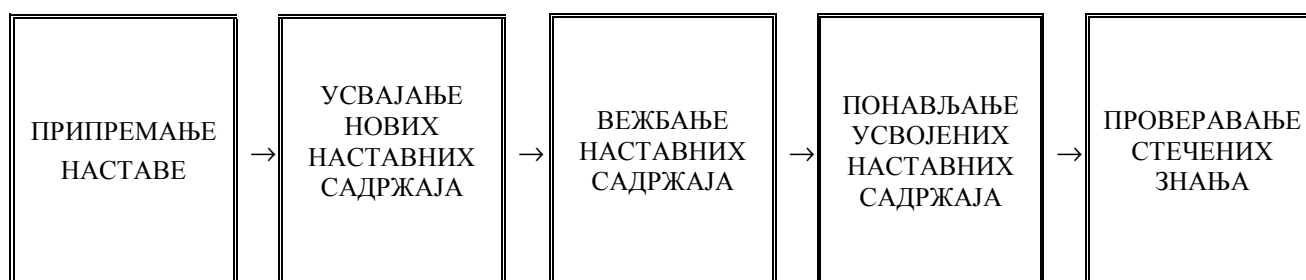 ПРИПРЕМАЊЕ
НАСТАВЕ
→
УСВАЈАЊЕ
НОВИХ
НАСТАВНИХ
САДРЖАЈА
→
ВЕЖБАЊЕ
НАСТАВНИХ
САДРЖАЈА
→
ПОНАВЉАЊЕ
УСВОЈЕНИХ
НАСТАВНИХ
САДРЖАЈА
→
ПРОВЕРАВАЊЕ
СТЕЧЕНИХ
ЗНАЊА